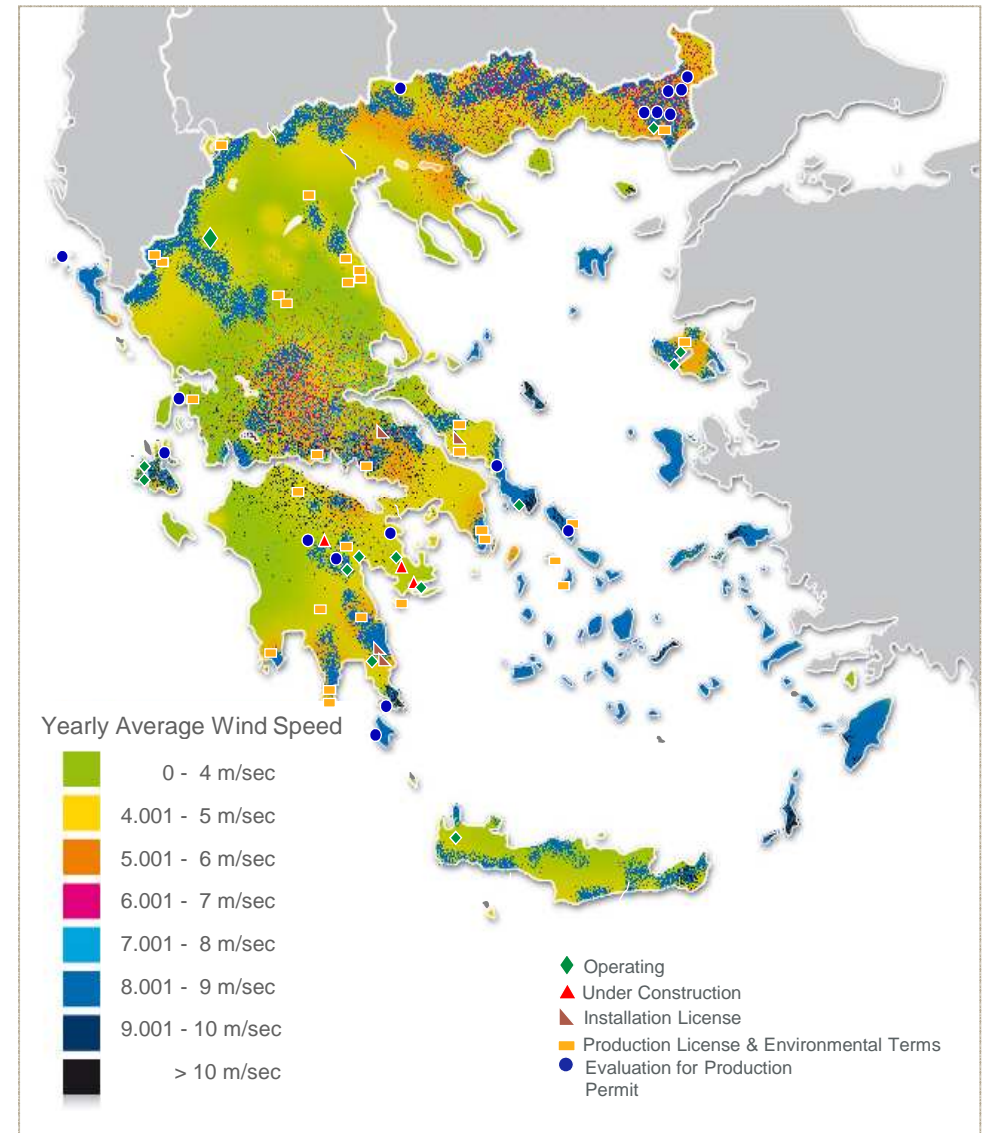 Yearly Average Wind Speed
0 - 4 m/sec
4.001 - 5 m/sec
5.001 - 6 m/sec
6.001 - 7 m/sec
7.001 - 8 m/sec
8.001 - 9 m/sec
9.001 - 10 m/sec
> 10 m/sec
Operating
Under Construction
Installation License
Production License & Environmental Terms
Evaluation for Production
Permit